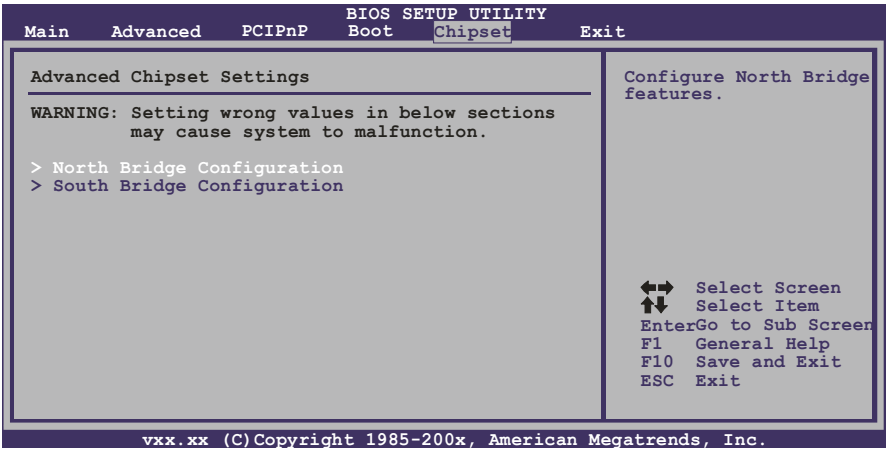 BIOS SETUP UTILITY
Main Advanced PCIPnP Boot Chipset Exit
Advanced Chipset Settings
WARNING: Setting wrong values in below sections
may cause system to malfunction.
> North Bridge Configuration
> South Bridge Configuration
Configure North Bridge
features.
Select Screen
Select Item
EnterGo to Sub Screen
F1 General Help
F10 Save and Exit
ESC Exit
vxx.xx (C)Copyright 1985-200x, American Megatrends, Inc.